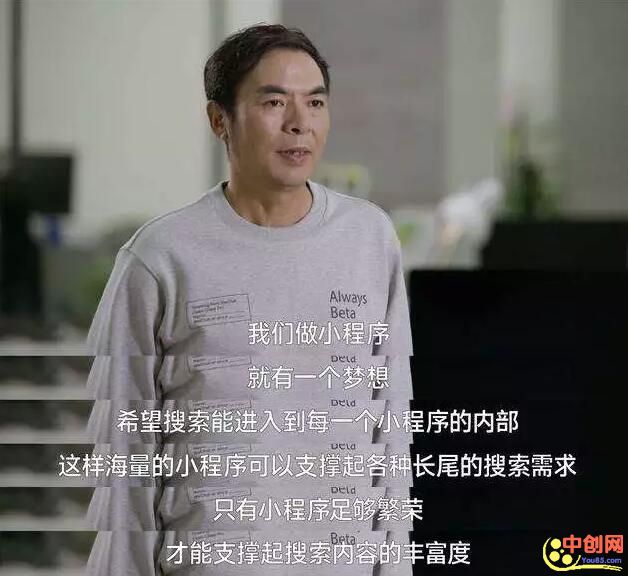 Always
Beta
我们做小程序
就有一个梦想
希望搜索能进入到每一个小程序的内部
这样海量的小程序可以支撑起各种长尾的搜索需求
只有小程序足够繁荣
才能支撑起搜索内容的丰富度
中创网
You85.com